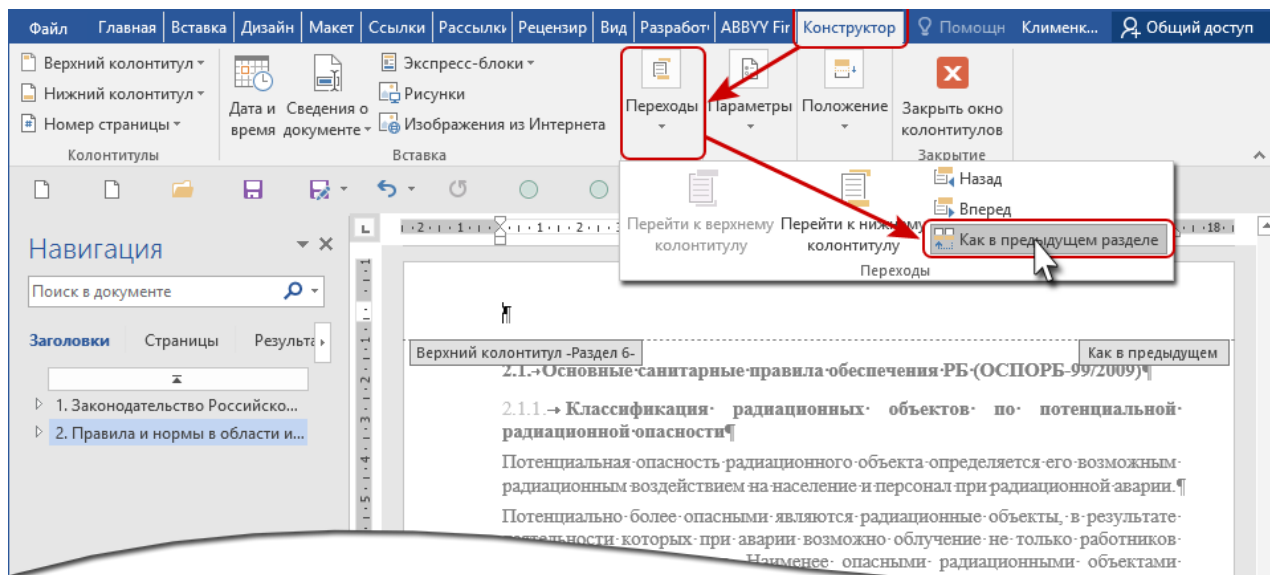 Файл Главная Вставка Дизайн Макет Ссылки Рассылкы Рецензир Вид Разработ ABBYY Fir Конструктор Помощн Клименк... Общий доступ
Верхний колонтитул
Нижний колонтитул
Номер страницы
Колонтитулы
Дата и время
Сведения о документе
Экспресс-блоки
Рисунки
Изображения из Интернета
Вставка
Переходы
Параметры
Положение
Закрыть окно колонтитулов
Закрытие
Перейти к верхнему колонтитулу
Перейти к нижнему колонтитулу
Назад
Вперед
Как в предыдущем разделе
Переходы
Навигация
Поиск в документе
Заголовки Страницы Результа
1. Законодательство Российско...
2. Правила и нормы в области и...
Верхний колонтитул -Раздел 6-
Как в предыдущем
2.1.→Основные·санитарные·правила·обеспечения·РБ·(ОСПОРБ-99/2009)¶
2.1.1.→Классификация· радиационных· объектов· по· потенциальной·
радиационной·опасности¶
Потенциальная·опасность·радиационного·объекта·определяется·его·возможным·
радиационным·воздействием·на·население·и·персонал·при·радиационной·аварии.¶
Потенциально·более·опасными·являются·радиационные·объекты,·в·результате·
деятельности·которых·при·аварии·возможно·облучение·не·только·работников·
Наименее· опасными· радиационными· объектами·